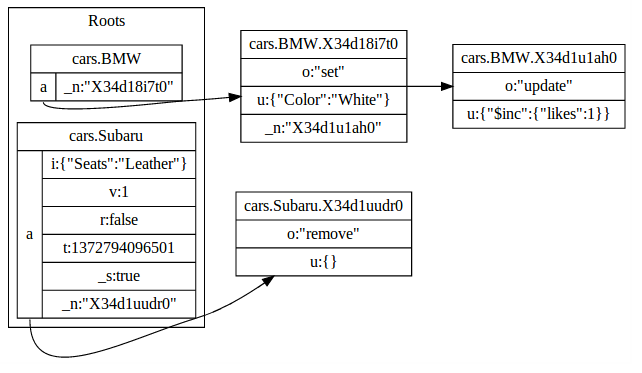 Roots
cars.BMW
a
_n:"X34d18i7t0"
cars.Subaru
a
i:{"Seats":"Leather"}
v:1
r:false
t:1372794096501
_s:true
_n:"X34d1uudr0"
cars.BMW.X34d18i7t0
o:"set"
u:{"Color":"White"}
_n:"X34d1u1ah0"
cars.BMW.X34d1u1ah0
o:"update"
u:{"$inc":{"likes":1}}
cars.Subaru.X34d1uudr0
o:"remove"
u:{}